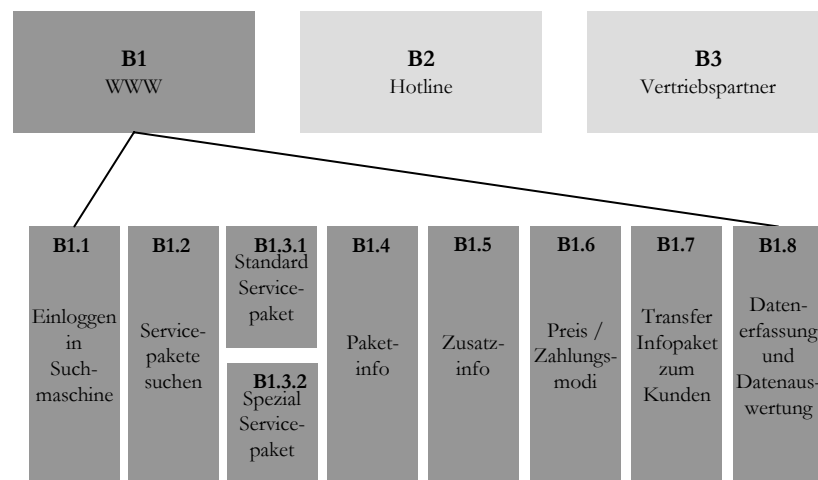 B1
WWW
B2
Hotline
B3
Vertriebspartner
B1.1
Einloggen
in
Such-
maschine
B1.2
Service-
pakete
suchen
B1.3.1
Standard
Service-
paket
B1.3.2
Spezial
Service-
paket
B1.4
Paket-
info
B1.5
Zusatz-
info
B1.6
Preis /
Zahlungs-
modi
B1.7
Transfer
Infopaket
zum
Kunden
B1.8
Daten-
erfassung
und
Datenaus-
wertung